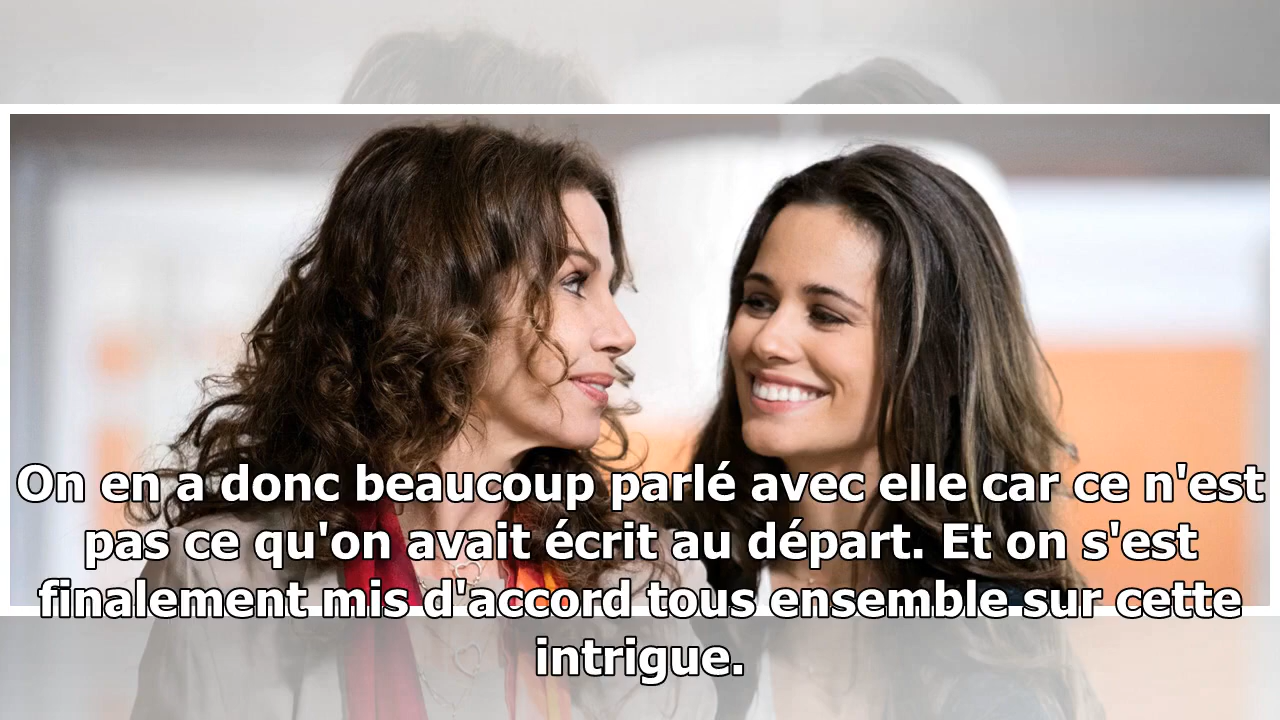 On en a donc beaucoup parlé avec elle car ce n'est
pas ce qu'on avait écrit au départ. Et on s'est
finalement mis d'accord tous ensemble sur cette
intrigue.